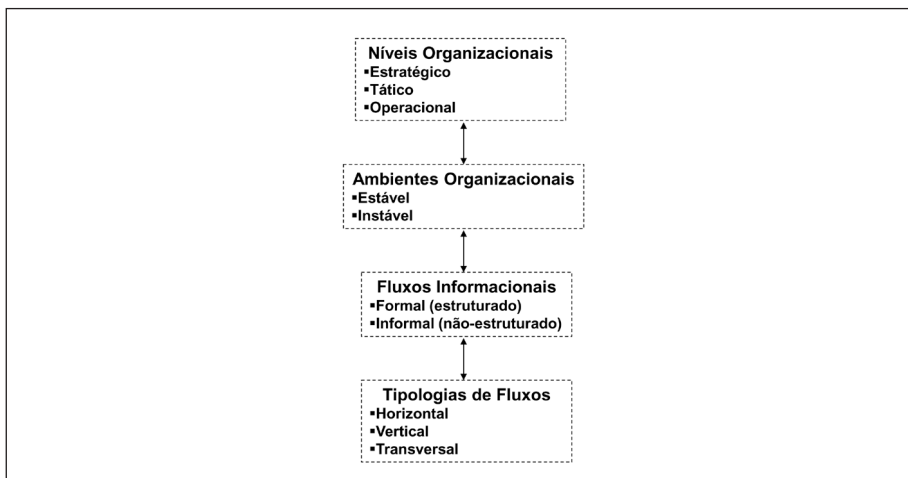 Níveis Organizacionais
▪Estratégico
▪Tático
▪Operacional
Ambientes Organizacionais
▪Estável
▪Instável
Fluxos Informacionais
▪Formal (estruturado)
▪Informal (não-estruturado)
Tipologias de Fluxos
▪Horizontal
▪Vertical
▪Transversal